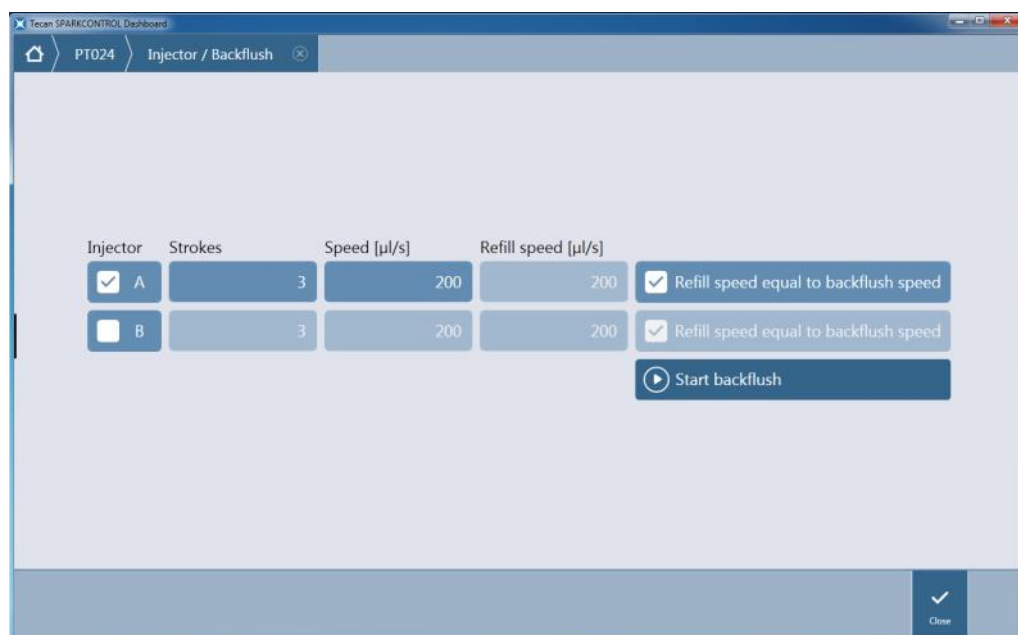 Tecan SPARKCONTROL Dashboard
PT024 Injector / Backflush
Injector Strokes Speed [µl/s] Refill speed [µl/s]
A 3 200 200 Refill speed equal to backflush speed
B 3 200 200 Refill speed equal to backflush speed
Start backflush
Close